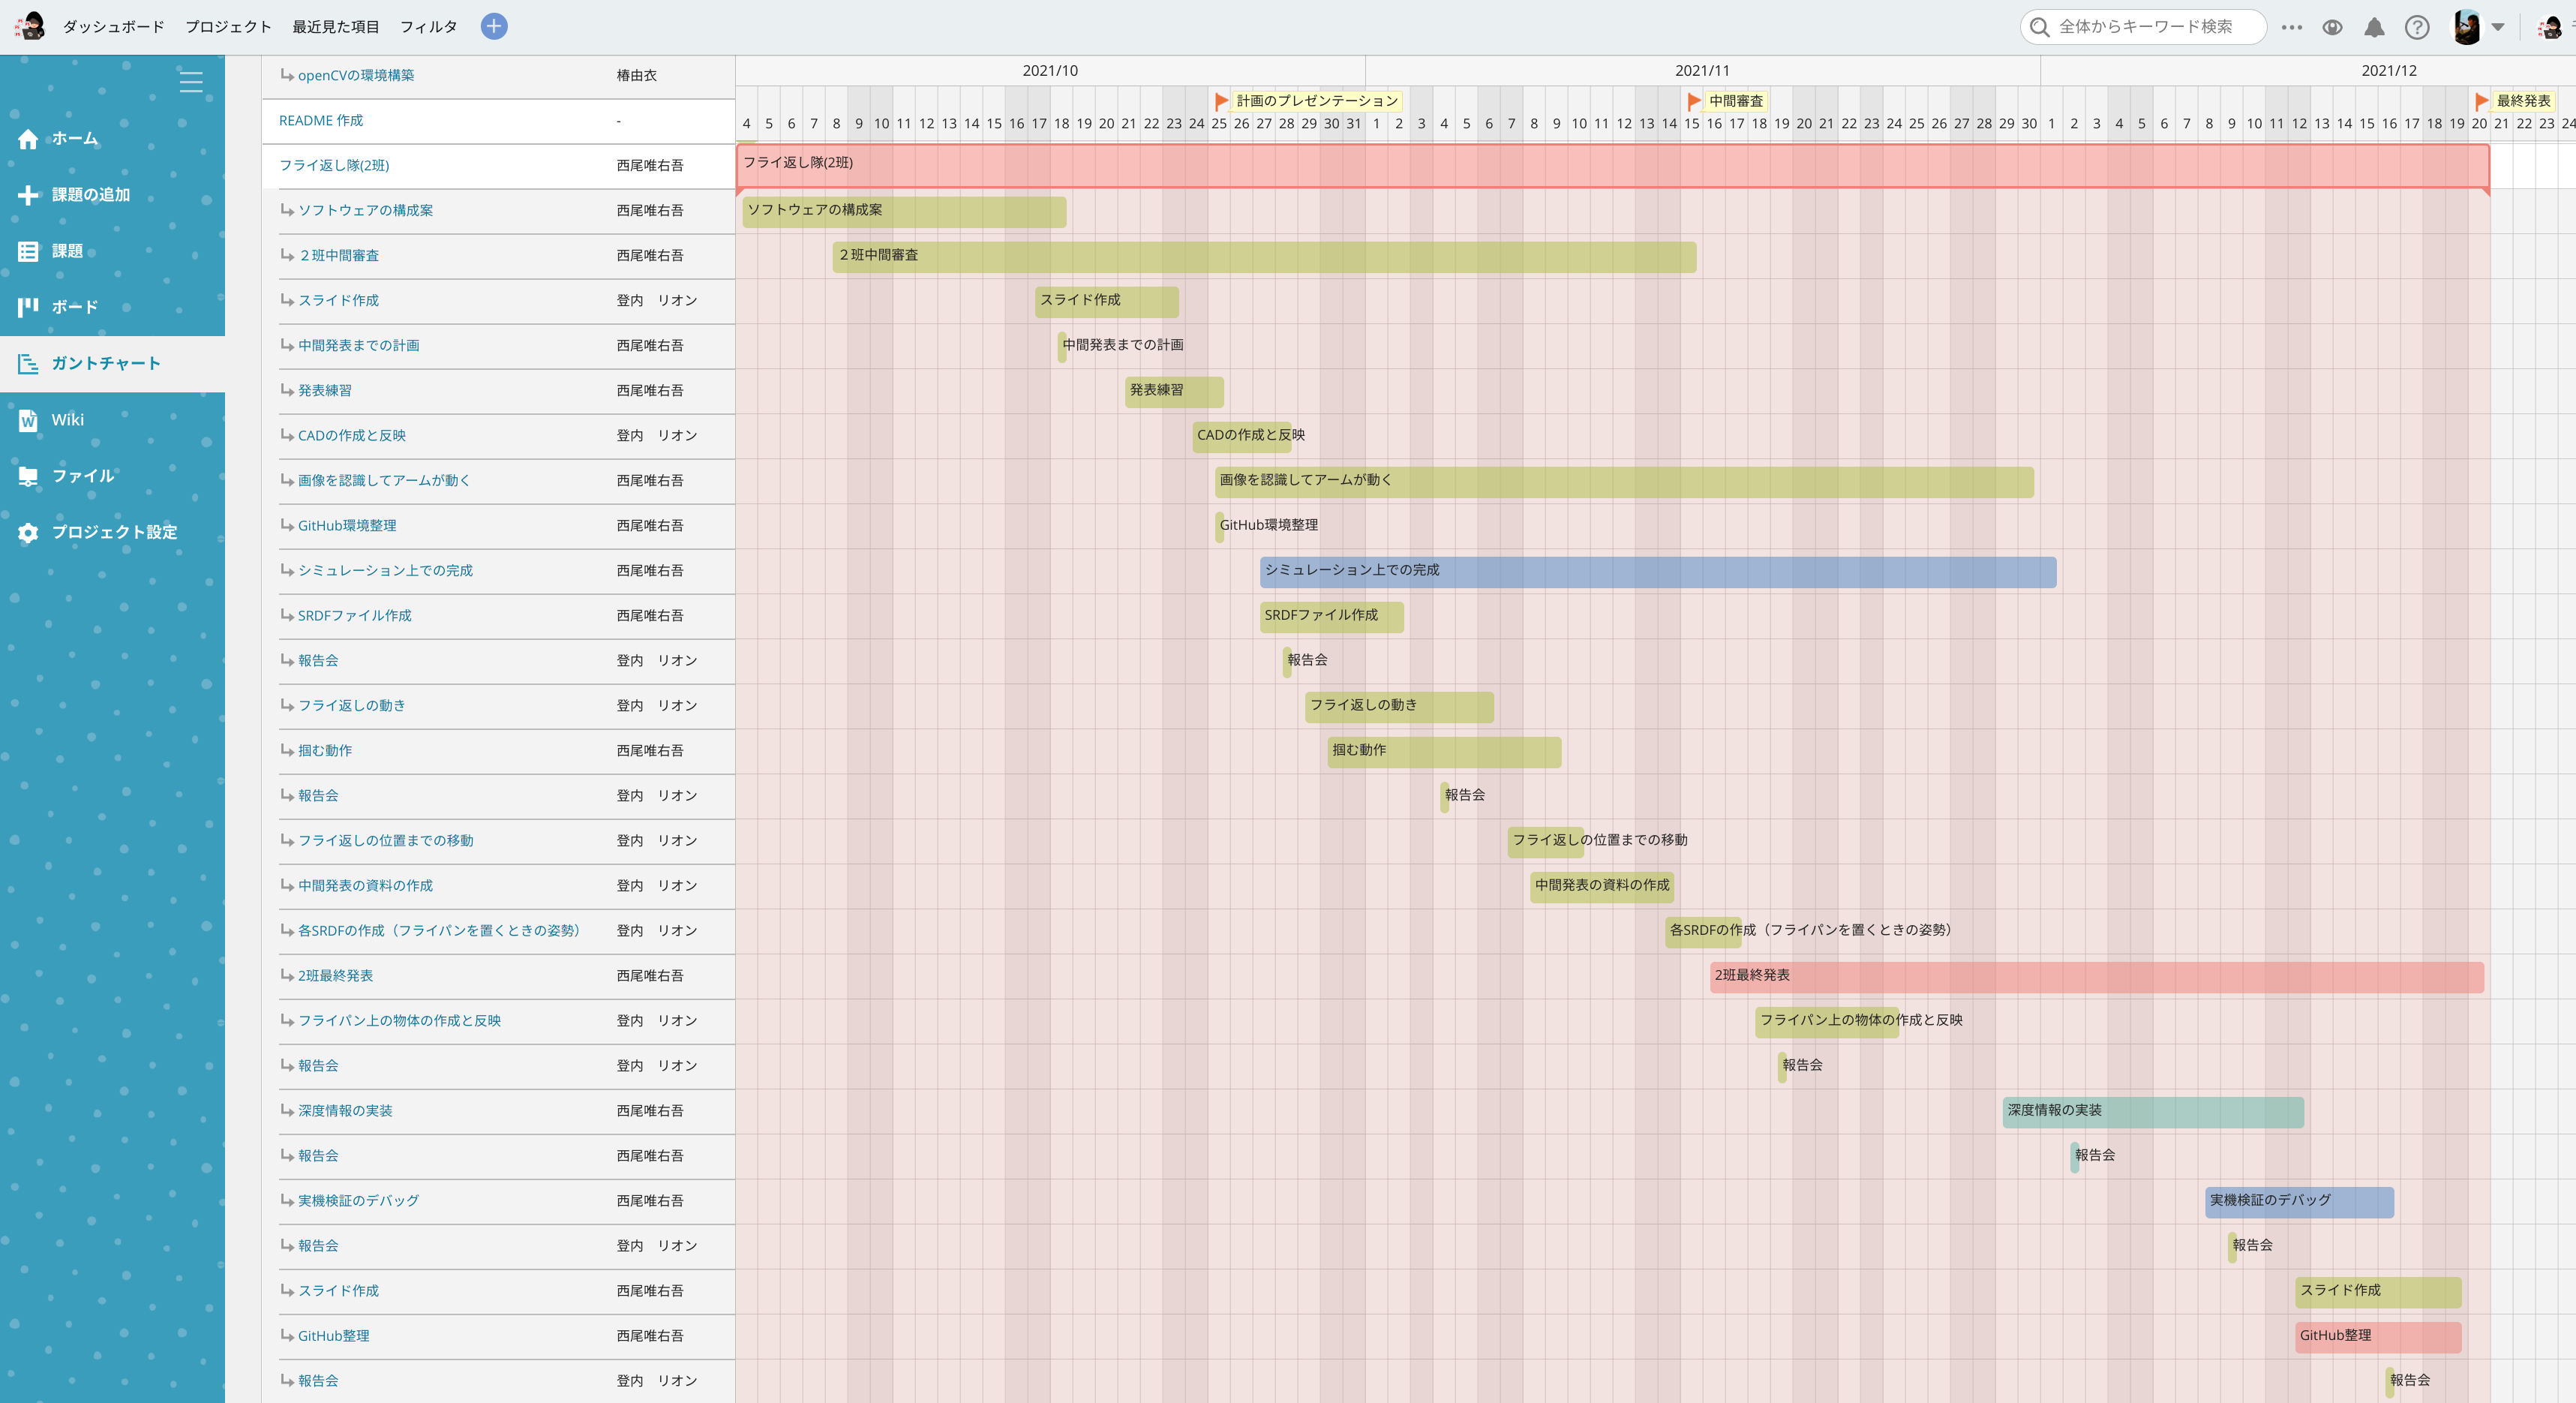 ダッシュボード プロジェクト 最近見た項目 フィルタ 全体からキーワード検索
ホーム
課題の追加
課題
ボード
ガントチャート
Wiki
ファイル
プロジェクト設定
openCVの環境構築 椿由衣
README 作成 -
2021/10 2021/11 2021/12
計画のプレゼンテーション 中間審査 最終発表
4 5 6 7 8 9 10 11 12 13 14 15 16 17 18 19 20 21 22 23 24 25 26 27 28 29 30 31 1 2 3 4 5 6 7 8 9 10 11 12 13 14 15 16 17 18 19 20 21 22 23 24 25 26 27 28 29 30 1 2 3 4 5 6 7 8 9 10 11 12 13 14 15 16 17 18 19 20 21 22 23 24
フライ返し隊(2班) 西尾唯右吾 フライ返し隊(2班)
ソフトウェアの構成案 西尾唯右吾 ソフトウェアの構成案
２班中間審査 西尾唯右吾 ２班中間審査
スライド作成 登内 リオン スライド作成
中間発表までの計画 西尾唯右吾 中間発表までの計画
発表練習 西尾唯右吾 発表練習
CADの作成と反映 登内 リオン CADの作成と反映
画像を認識してアームが動く 西尾唯右吾 画像を認識してアームが動く
GitHub環境整理 西尾唯右吾 GitHub環境整理
シミュレーション上での完成 西尾唯右吾 シミュレーション上での完成
SRDFファイル作成 西尾唯右吾 SRDFファイル作成
報告会 登内 リオン 報告会
フライ返しの動き 登内 リオン フライ返しの動き
掴む動作 西尾唯右吾 掴む動作
報告会 登内 リオン 報告会
フライ返しの位置までの移動 登内 リオン フライ返しの位置までの移動
中間発表の資料の作成 登内 リオン 中間発表の資料の作成
各SRDFの作成（フライパンを置くときの姿勢） 登内 リオン 各SRDFの作成（フライパンを置くときの姿勢）
2班最終発表 西尾唯右吾 2班最終発表
フライパン上の物体の作成と反映 登内 リオン フライパン上の物体の作成と反映
報告会 登内 リオン 報告会
深度情報の実装 西尾唯右吾 深度情報の実装
報告会 西尾唯右吾 報告会
実機検証のデバッグ 西尾唯右吾 実機検証のデバッグ
報告会 登内 リオン 報告会
スライド作成 西尾唯右吾 スライド作成
GitHub整理 西尾唯右吾 GitHub整理
報告会 登内 リオン 報告会